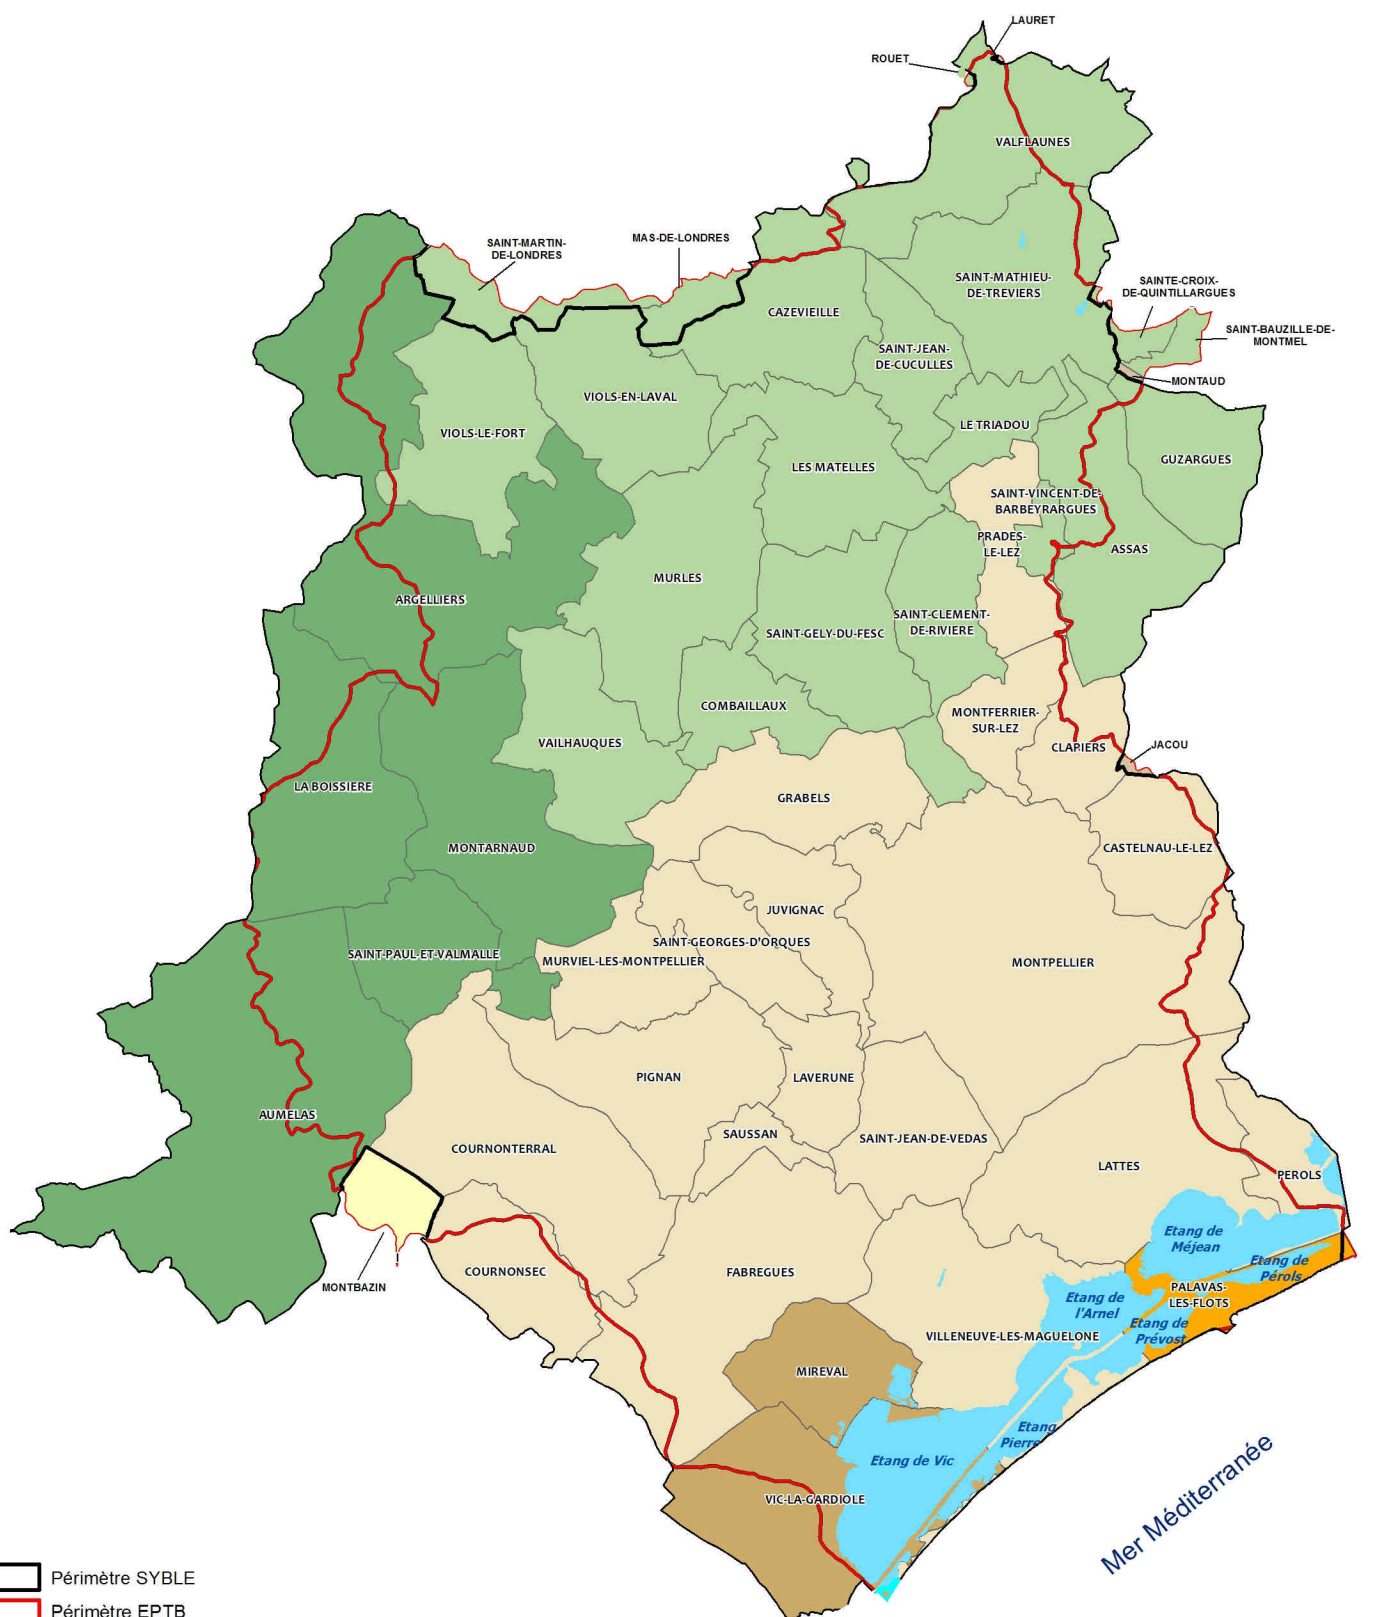 LAURET
ROUET
VALFLAUNES
SAINT-MARTIN-
DE-LONDRES
MAS-DE-LONDRES
SAINT-MATHIEU-
DE-TREVIERS
SAINTE-CROIX-
DE-QUINTILLARGUES
CAZEVIEILLE
SAINT-BAUZILLE-DE-
MONTMEL
SAINT-JEAN-
DE-CUCULLES
MONTAUD
VIOLS-EN-LAVAL
LE TRIADOU
VIOLS-LE-FORT
LES MATELLES
GUZARGUES
SAINT-VINCENT-DE-
BARBEYRARGUES
PRADES-
LE-LEZ
ASSAS
MURLES
ARGELLIERS
SAINT-CLEMENT-
DE-RIVIERE
SAINT-GELY-DU-FESC
COMBAILLAUX
MONTFERRIER-
SUR-LEZ
VAILHAUQUES
CLAPIERS
JACOU
LA BOISSIERE
GRABELS
MONTARNAUD
CASTELNAU-LE-LEZ
JUVIGNAC
SAINT-GEORGES-D'ORQUES
SAINT-PAUL-ET-VALMALLE
MURVIEL-LES-MONTPELLIER
MONTPELLIER
PIGNAN
LAVERUNE
AUMELAS
SAUSSAN
SAINT-JEAN-DE-VEDAS
COURNONTERRAL
LATTES
PEROLS
Etang de
Méjean
COURNONSEC
FABREGUES
Etang de
Pérols
MONTBAZIN
PALAVAS-
LES-FLOTS
Etang de
l'Arnel
Etang de
Prévost
VILLENEUVE-LES-MAGUELONE
MIREVAL
Etang
Pierre
Etang de Vic
VIC-LA-GARDIOLE
Mer Méditerranée
Périmètre SYBLE
Périmètre EPTB